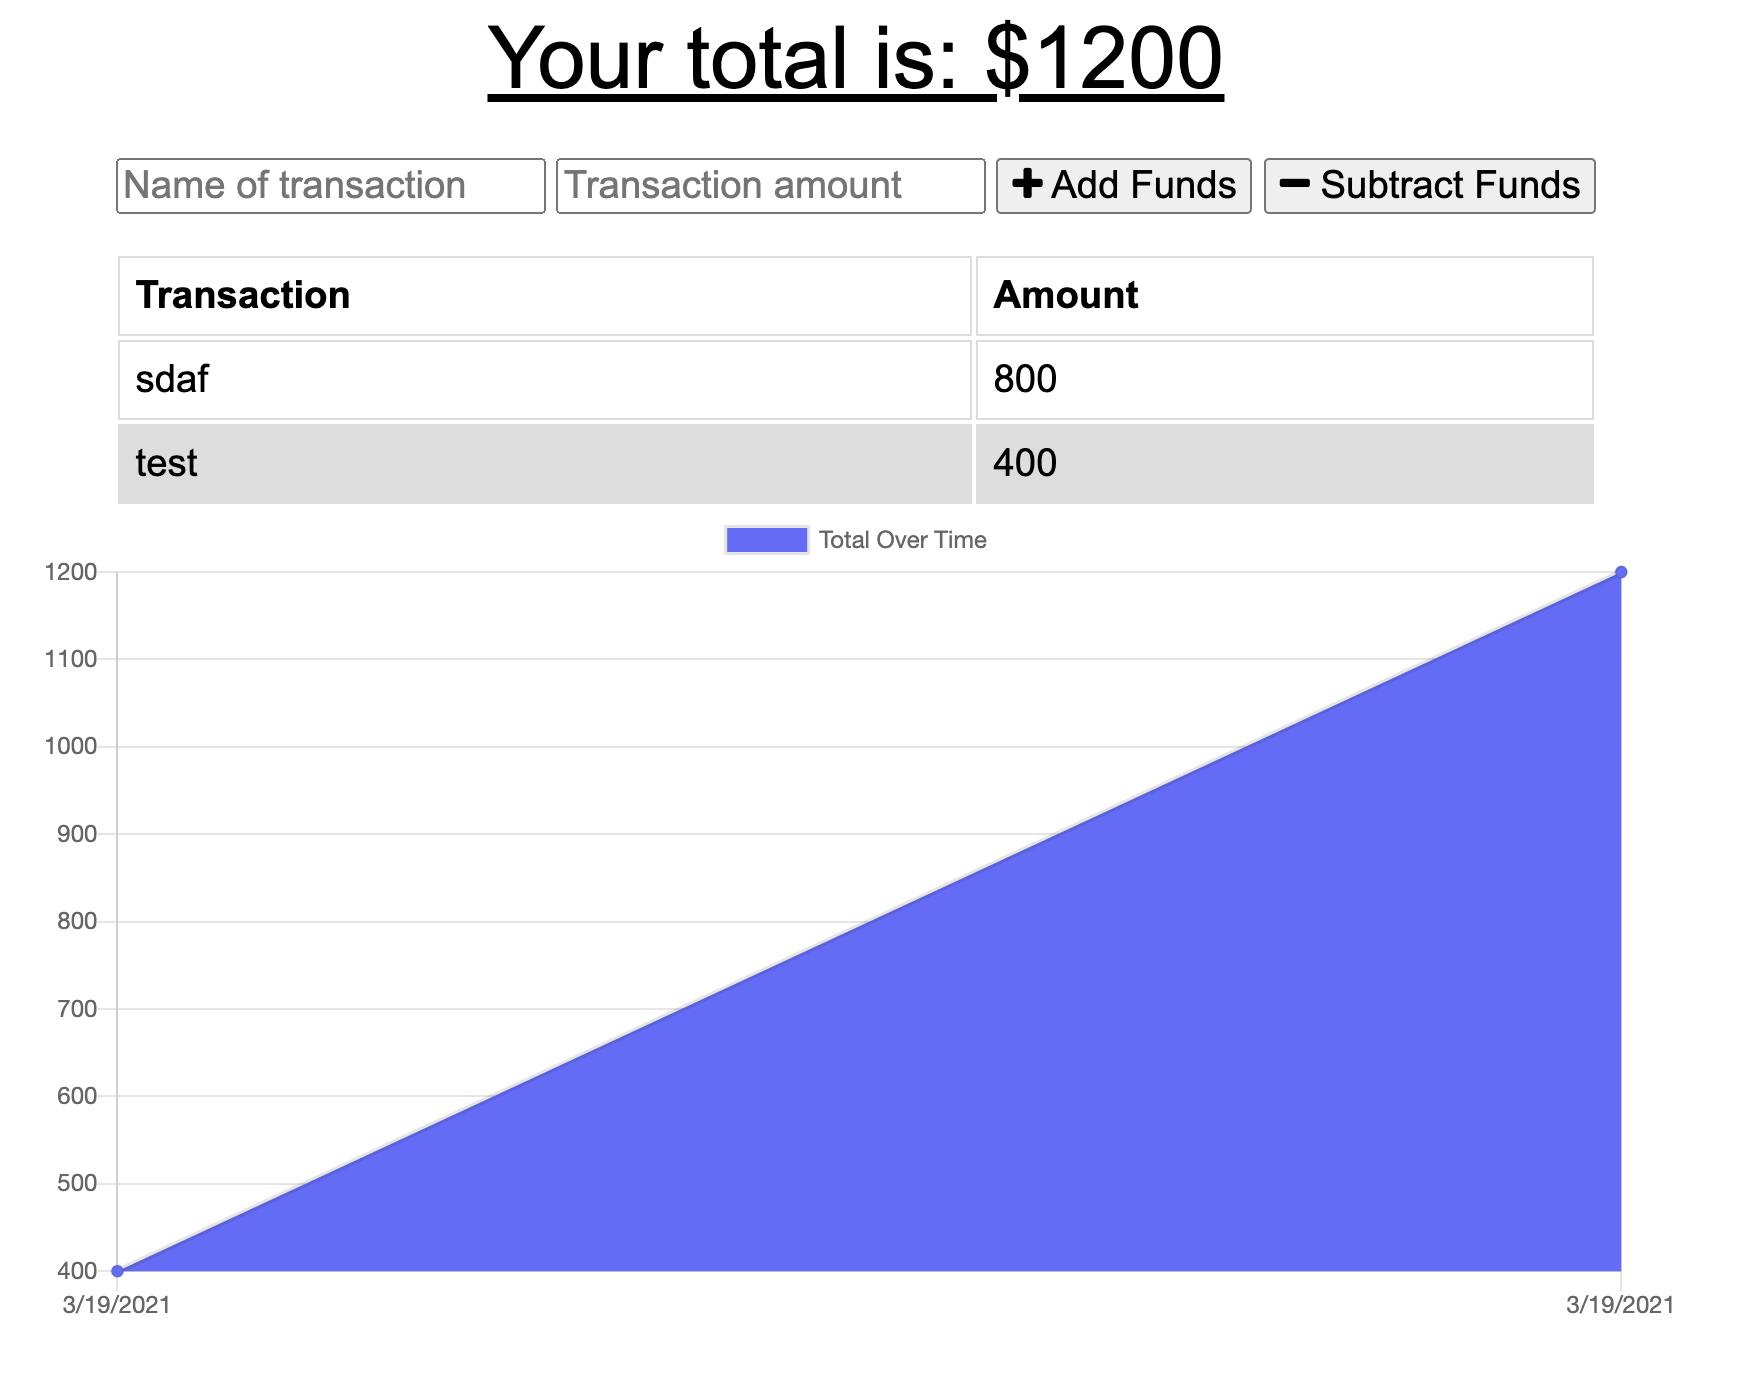 Your total is: $1200
Name of transaction Transaction amount Add Funds Subtract Funds
Transaction Amount
sdaf 800
test 400
Total Over Time
1200
1100
1000
900
800
700
600
500
400
3/19/2021 3/19/2021